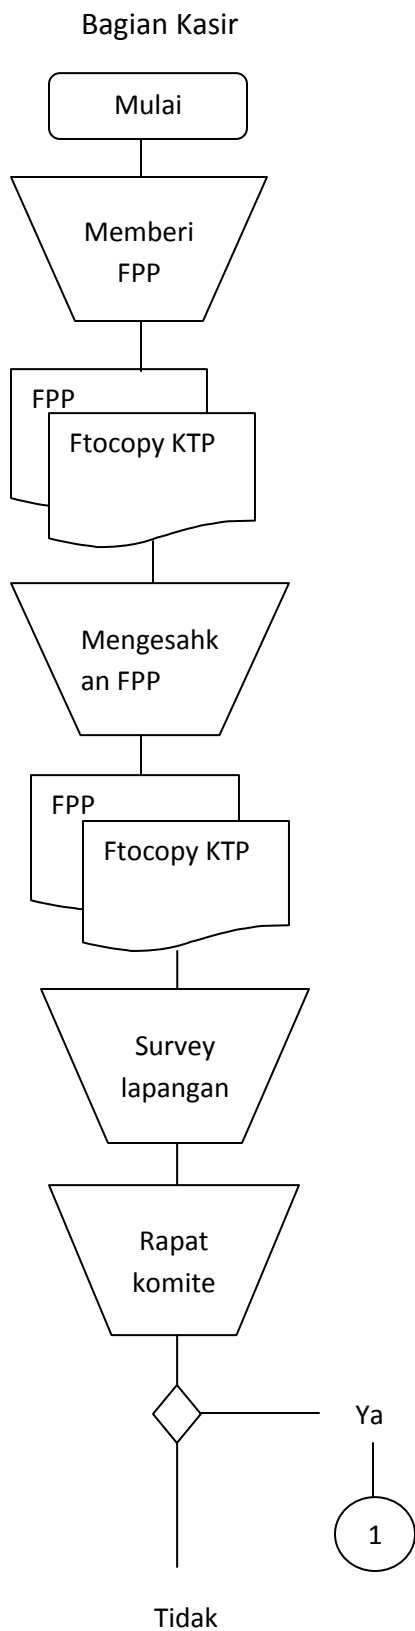 Bagian Kasir
Mulai
Memberi
FPP
FPP
Ftocopy KTP
Mengesahk
an FPP
FPP
Ftocopy KTP
Survey
lapangan
Rapat
komite
Ya
1
Tidak